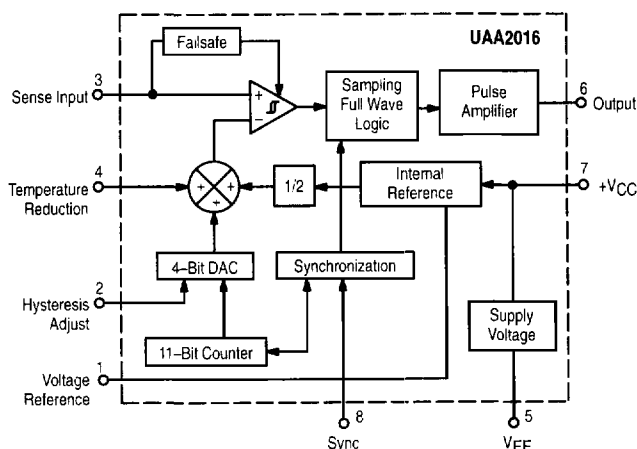 Failsafe
UAA2016
3
Sense Input
+
−
Sampling
Full Wave
Logic
Pulse
Amplifier
6
Output
4
Temperature
Reduction
+
+
+
1/2
Internal
Reference
7
+VCC
4–Bit DAC
Synchronization
2
Hysteresis
Adjust
Supply
Voltage
11–Bit Counter
1
Voltage
Reference
8
Sync
5
VEE